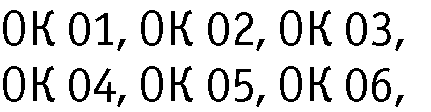 ОК 01, ОК 02, ОК 03,
ОК 04, ОК 05, ОК 06,